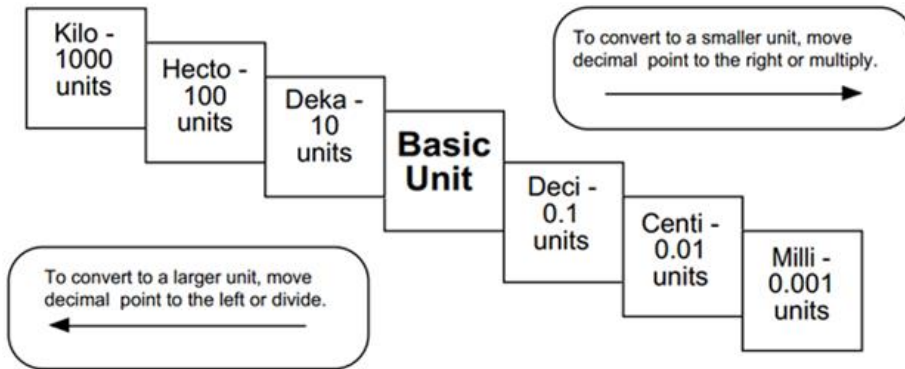 Kilo -
1000
units
Hecto -
100
units
Deka -
10
units
Basic
Unit
Deci -
0.1
units
Centi -
0.01
units
Milli -
0.001
units
To convert to a smaller unit, move
decimal  point to the right or multiply.
To convert to a larger unit, move
decimal  point to the left or divide.